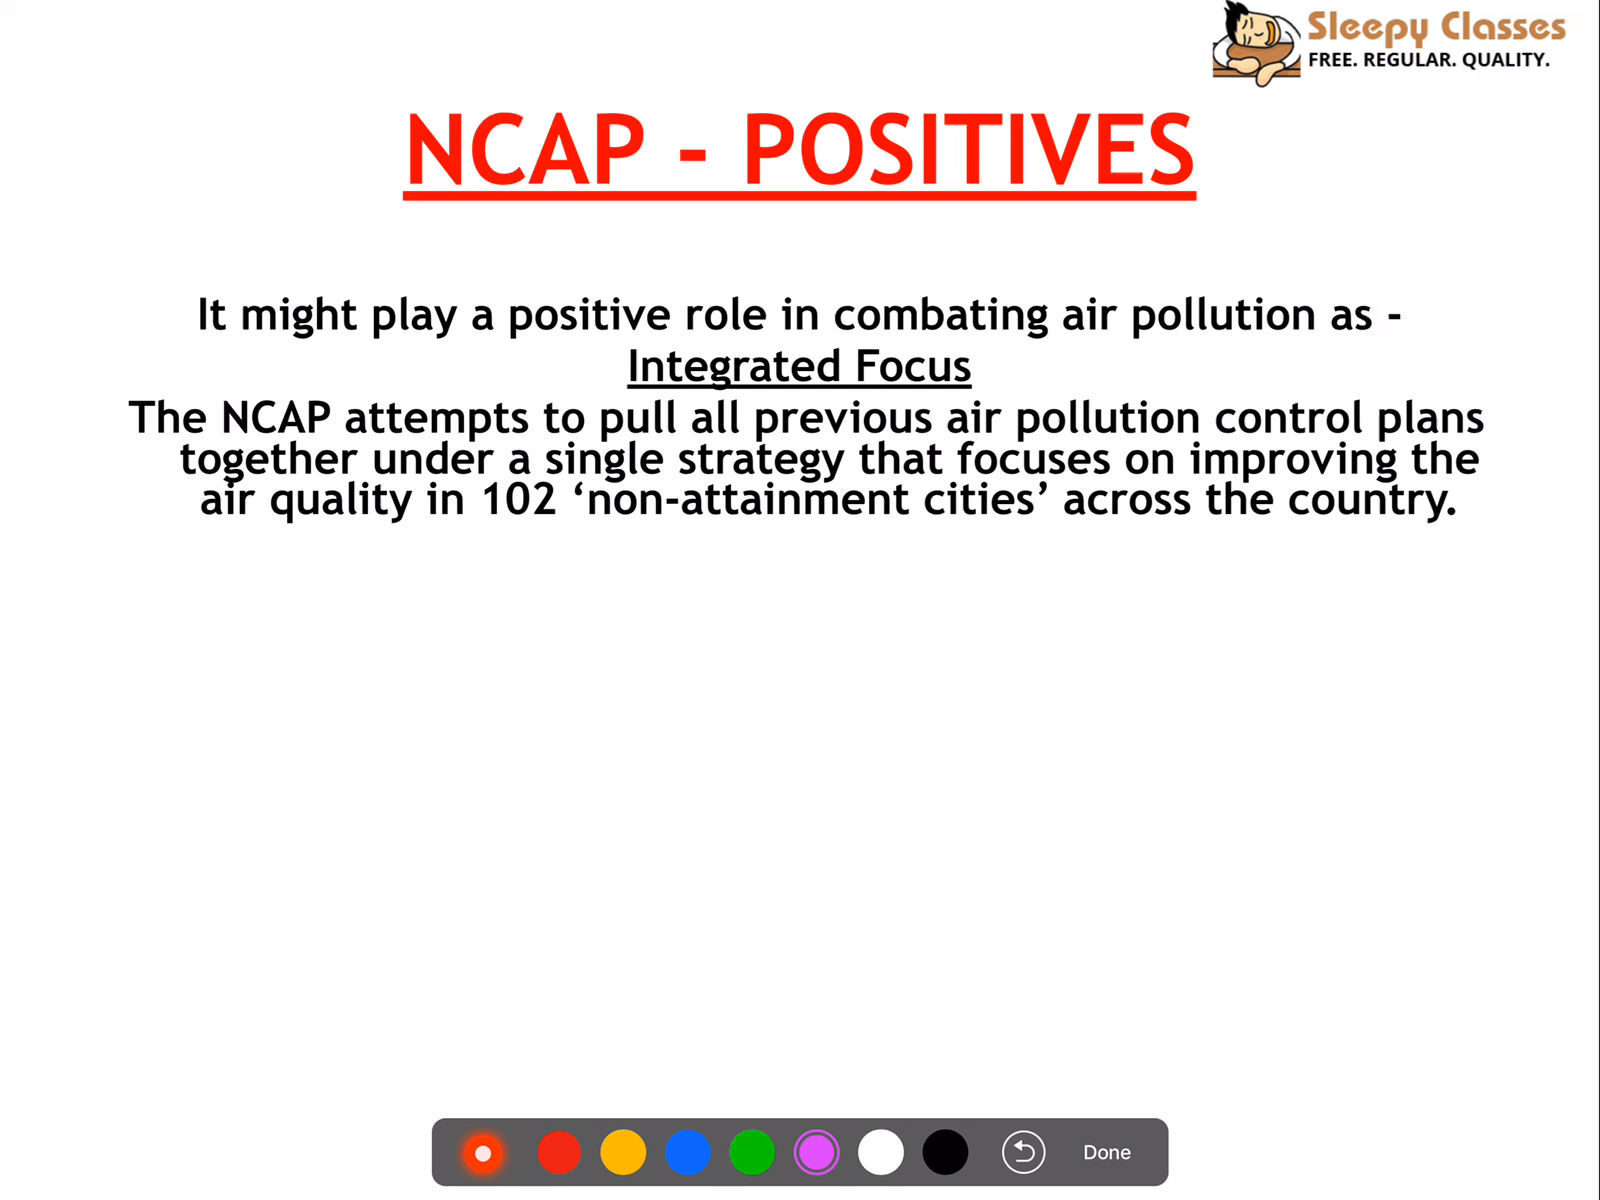 Sleepy Classes
FREE. REGULAR. QUALITY.
NCAP - POSITIVES
It might play a positive role in combating air pollution as -
Integrated Focus
The NCAP attempts to pull all previous air pollution control plans
together under a single strategy that focuses on improving the
air quality in 102 ‘non-attainment cities’ across the country.
Done